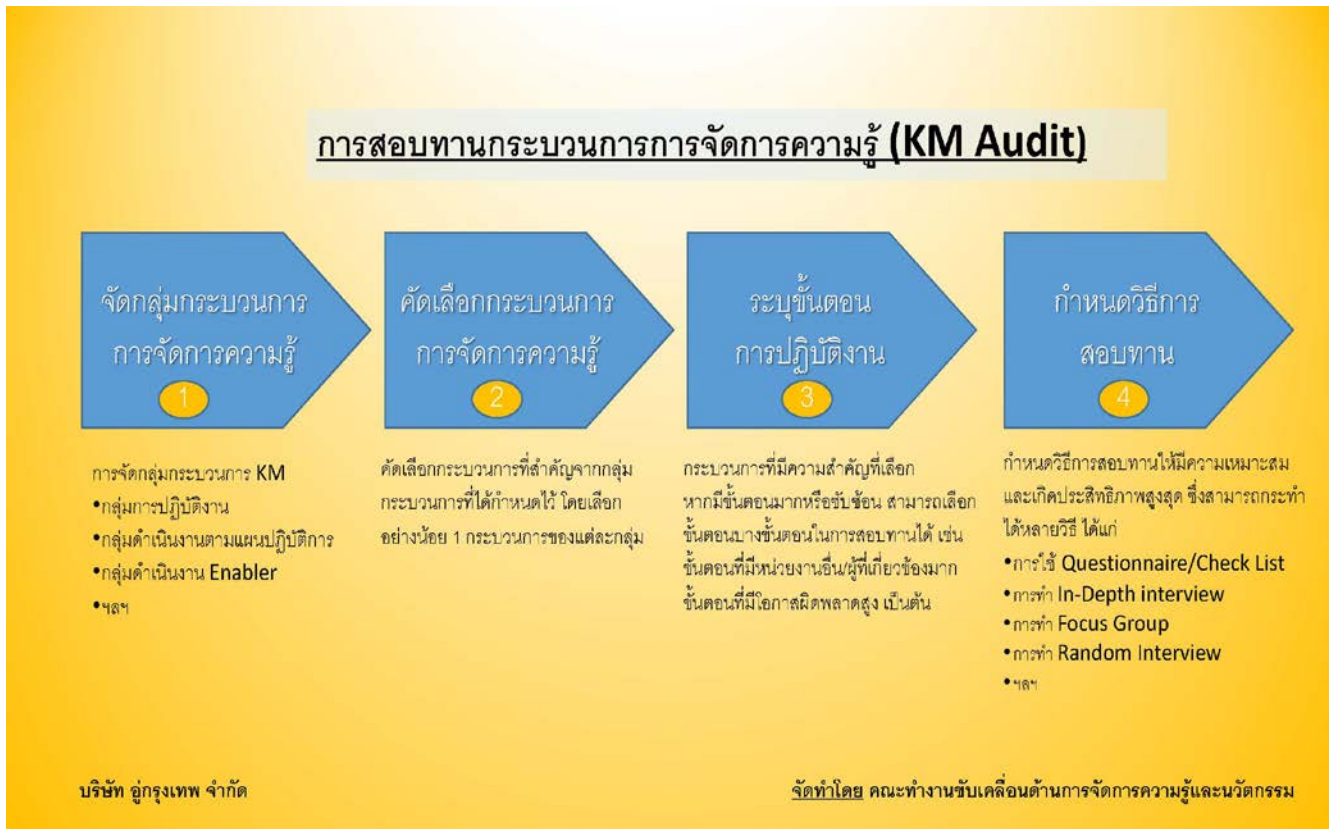 การสอบทานกระบวนการการจัดการความรู้ (KM Audit)
จัดกลุ่มกระบวนการ
การจัดการความรู้
1
คัดเลือกกระบวนการ
การจัดการความรู้
2
ระบุขั้นตอน
การปฏิบัติงาน
3
กำหนดวิธีการ
สอบทาน
4
การจัดกลุ่มกระบวนการ KM
•กลุ่มการปฏิบัติงาน
•กลุ่มดำเนินงานตามแผนปฏิบัติการ
•กลุ่มดำเนินงาน Enabler
•ฯลฯ
คัดเลือกกระบวนการที่สำคัญจากกลุ่ม
กระบวนการที่ได้กำหนดไว้ โดยเลือก
อย่างน้อย 1 กระบวนการของแต่ละกลุ่ม
กระบวนการที่มีความสำคัญที่เลือก
หากมีขั้นตอนมากหรือซับซ้อน สามารถเลือก
ขั้นตอนบางขั้นตอนในการสอบทานได้ เช่น
ขั้นตอนที่มีหน่วยงานอื่น/ผู้ที่เกี่ยวข้องมาก
ขั้นตอนที่มีโอกาสผิดพลาดสูง เป็นต้น
กำหนดวิธีการสอบทานให้มีความเหมาะสม
และเกิดประสิทธิภาพสูงสุด ซึ่งสามารถกระทำ
ได้หลายวิธี ได้แก่
•การใช้ Questionnaire/Check List
•การทำ In-Depth interview
•การทำ Focus Group
•การทำ Random Interview
•ฯลฯ
บริษัท อู่กรุงเทพ จำกัด
จัดทำโดย คณะทำงานขับเคลื่อนด้านการจัดการความรู้และนวัตกรรม